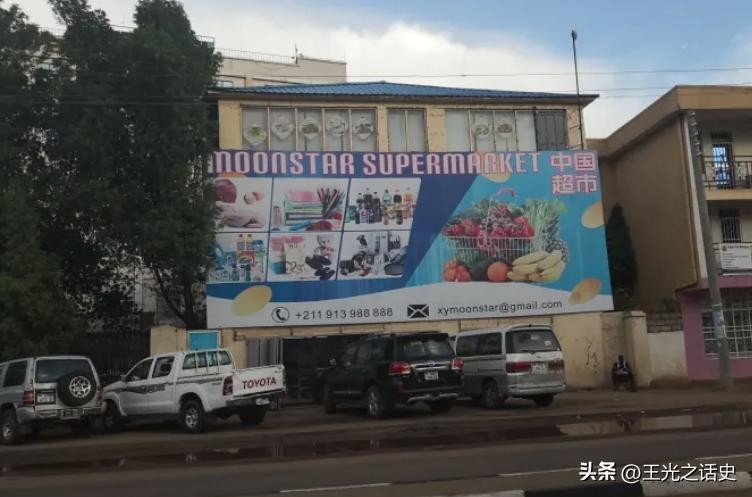 MOONSTAR SUPERMARKET 中国
超市
+211 913 988 888 xymoonstar@gmail.com
TOYOTA
头条 @王光之话史